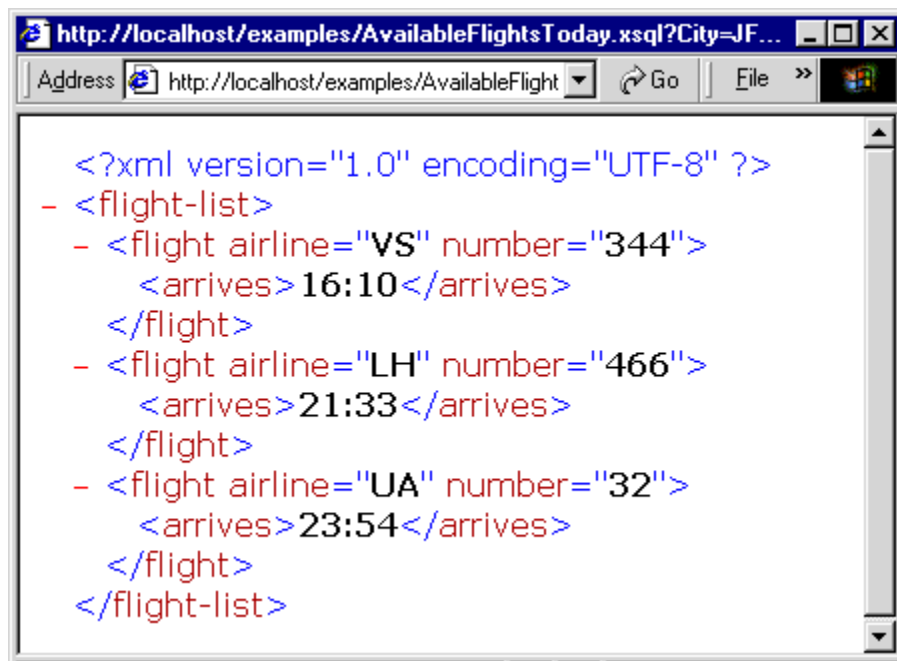 http://localhost/examples/AvailableFlightsToday.xsql?City=JF...
Address http://localhost/examples/AvailableFlight Go File »
<?xml version="1.0" encoding="UTF-8" ?>
- <flight-list>
- <flight airline="VS" number="344">
<arrives>16:10</arrives>
</flight>
- <flight airline="LH" number="466">
<arrives>21:33</arrives>
</flight>
- <flight airline="UA" number="32">
<arrives>23:54</arrives>
</flight>
</flight-list>